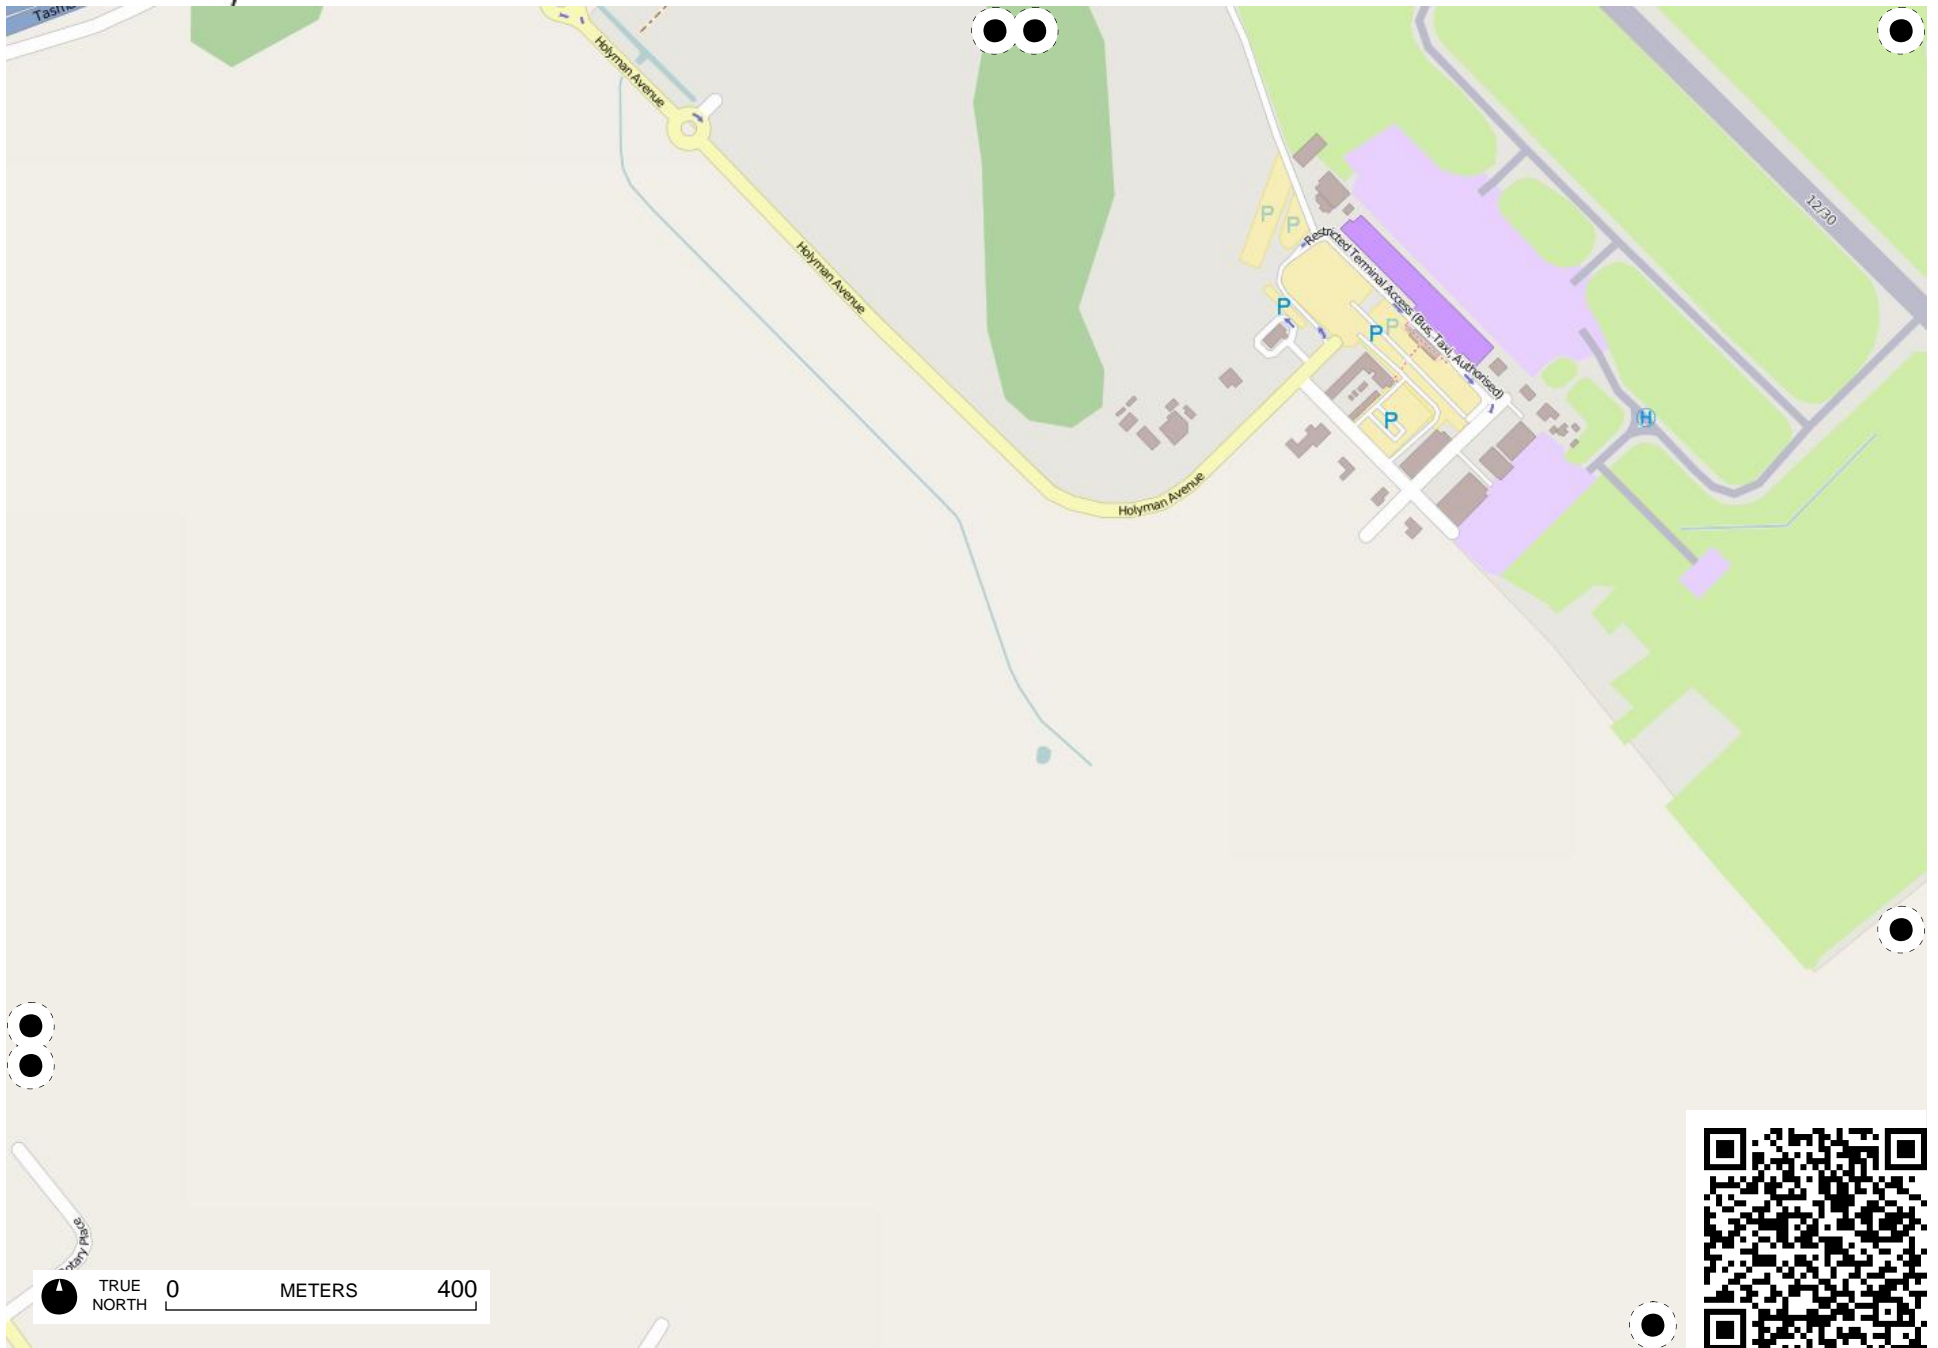 Holyman Avenue
12/30
P
P
Restricted Terminal Access (Bus, Taxi, Authorised)
Holyman Avenue
P
P
P
P
H
Holyman Avenue
TRUE
NORTH
0
METERS
400